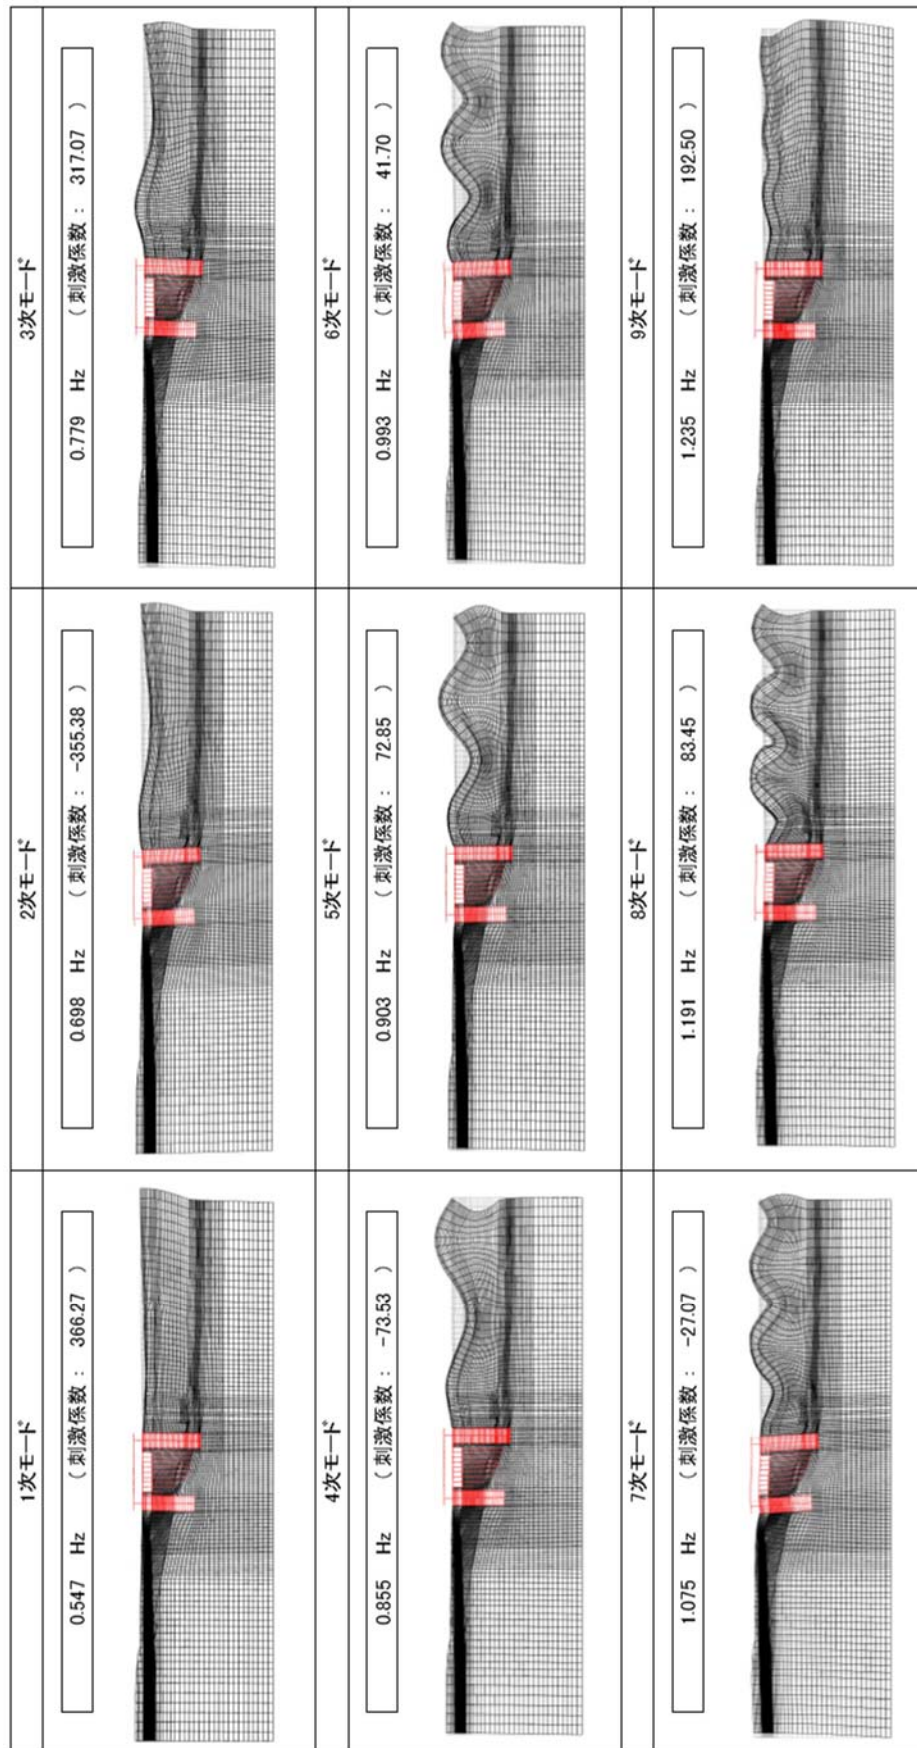 1次モード
0.547 Hz （刺激係数： 366.27 ）
2次モード
0.698 Hz （刺激係数： -355.38 ）
3次モード
0.779 Hz （刺激係数： 317.07 ）
4次モード
0.855 Hz （刺激係数： -73.53 ）
5次モード
0.903 Hz （刺激係数： 72.85 ）
6次モード
0.993 Hz （刺激係数： 41.70 ）
7次モード
1.075 Hz （刺激係数： -27.07 ）
8次モード
1.191 Hz （刺激係数： 83.45 ）
9次モード
1.235 Hz （刺激係数： 192.50 ）